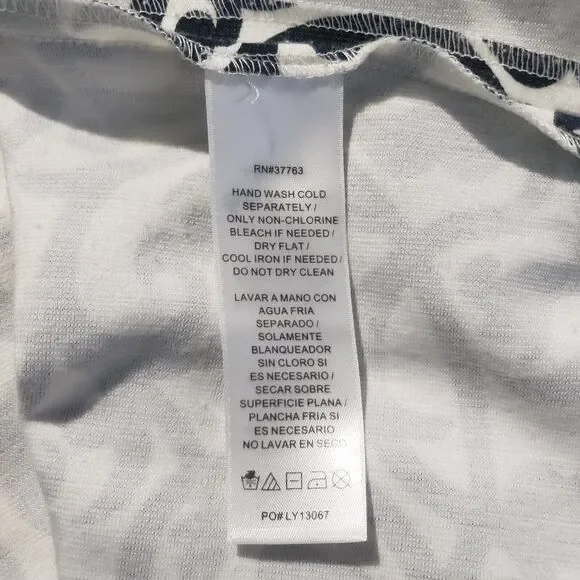 RN#37763
HAND WASH COLD
SEPARATELY /
ONLY NON-CHLORINE
BLEACH IF NEEDED /
DRY FLAT /
COOL IRON IF NEEDED /
DO NOT DRY CLEAN
LAVAR A MANO CON
AGUA FRIA
SEPARADO /
SOLAMENTE
BLANQUEADOR
SIN CLORO SI
ES NECESARIO /
SECAR SOBRE
SUPERFICIE PLANA /
PLANCHA FRIA SI
ES NECESARIO
NO LAVAR EN SECO
PO# LY13067